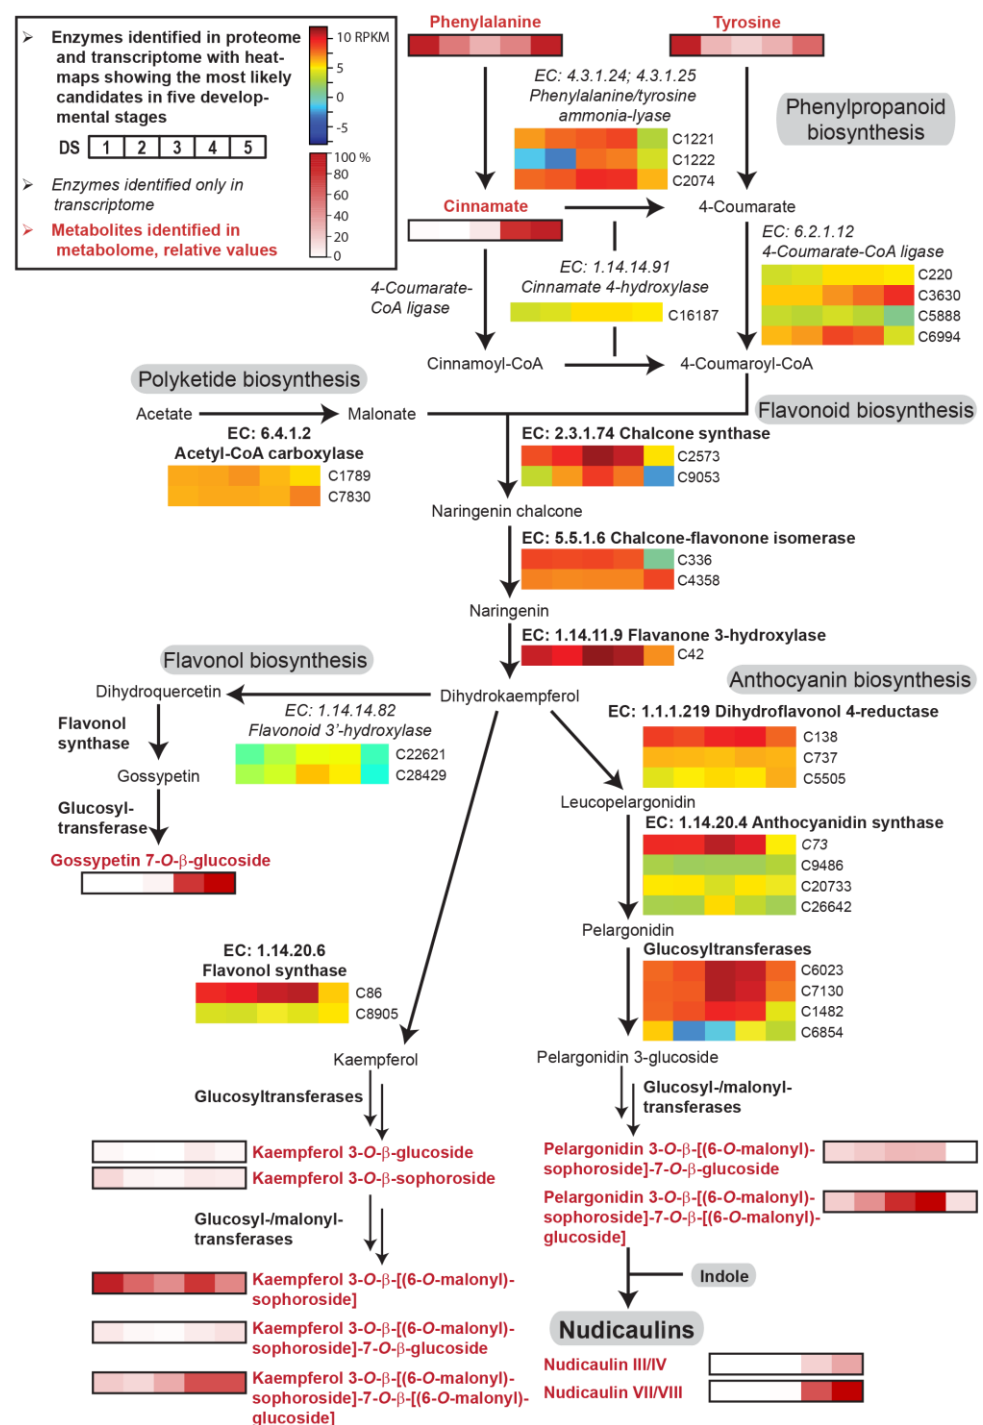 Enzymes identified in proteome
and transcriptome with heat-
maps showing the most likely
candidates in five develop-
mental stages
DS 1 2 3 4 5
Enzymes identified only in
transcriptome
Metabolites identified in
metabolome, relative values
10 RPKM
5
0
-5
100 %
80
60
40
20
0
Phenylalanine
Tyrosine
EC: 4.3.1.24; 4.3.1.25
Phenylalanine/tyrosine
ammonia-lyase
C1221
C1222
C2074
Phenylpropanoid
biosynthesis
Cinnamate
4-Coumarate
EC: 6.2.1.12
4-Coumarate-CoA ligase
C220
C3630
C5888
C6994
4-Coumarate-
CoA ligase
EC: 1.14.14.91
Cinnamate 4-hydroxylase
C16187
Cinnamoyl-CoA
4-Coumaroyl-CoA
Polyketide biosynthesis
Flavonoid biosynthesis
Acetate
Malonate
EC: 6.4.1.2
Acetyl-CoA carboxylase
C1789
C7830
EC: 2.3.1.74 Chalcone synthase
C2573
C9053
Naringenin chalcone
EC: 5.5.1.6 Chalcone-flavonone isomerase
C336
C4358
Naringenin
EC: 1.14.11.9 Flavanone 3-hydroxylase
C42
Flavonol biosynthesis
Anthocyanin biosynthesis
Dihydroquercetin
Dihydrokaempferol
EC: 1.14.14.82
Flavonoid 3'-hydroxylase
C22621
C28429
Flavonol
synthase
Gossypetin
Glucosyl-
transferase
Gossypetin 7-O-β-glucoside
EC: 1.1.1.219 Dihydroflavonol 4-reductase
C138
C737
C5505
Leucopelargonidin
EC: 1.14.20.4 Anthocyanidin synthase
C73
C9486
C20733
C26642
Pelargonidin
Glucosyltransferases
C6023
C7130
C1482
C6854
EC: 1.14.20.6
Flavonol synthase
C86
C8905
Kaempferol
Pelargonidin 3-glucoside
Glucosyltransferases
Glucosyl-/malonyl-
transferases
Kaempferol 3-O-β-glucoside
Kaempferol 3-O-β-sophoroside
Glucosyl-/malonyl-
transferases
Kaempferol 3-O-β-[(6-O-malonyl)-
sophoroside]
Kaempferol 3-O-β-[(6-O-malonyl)-
sophoroside]-7-O-β-glucoside
Kaempferol 3-O-β-[(6-O-malonyl)-
sophoroside]-7-O-β-[(6-O-malonyl)-
glucoside]
Pelargonidin 3-O-β-[(6-O-malonyl)-
sophoroside]-7-O-β-glucoside
Pelargonidin 3-O-β-[(6-O-malonyl)-
sophoroside]-7-O-β-[(6-O-malonyl)-
glucoside]
Indole
Nudicaulins
Nudicaulin III/IV
Nudicaulin VII/VIII